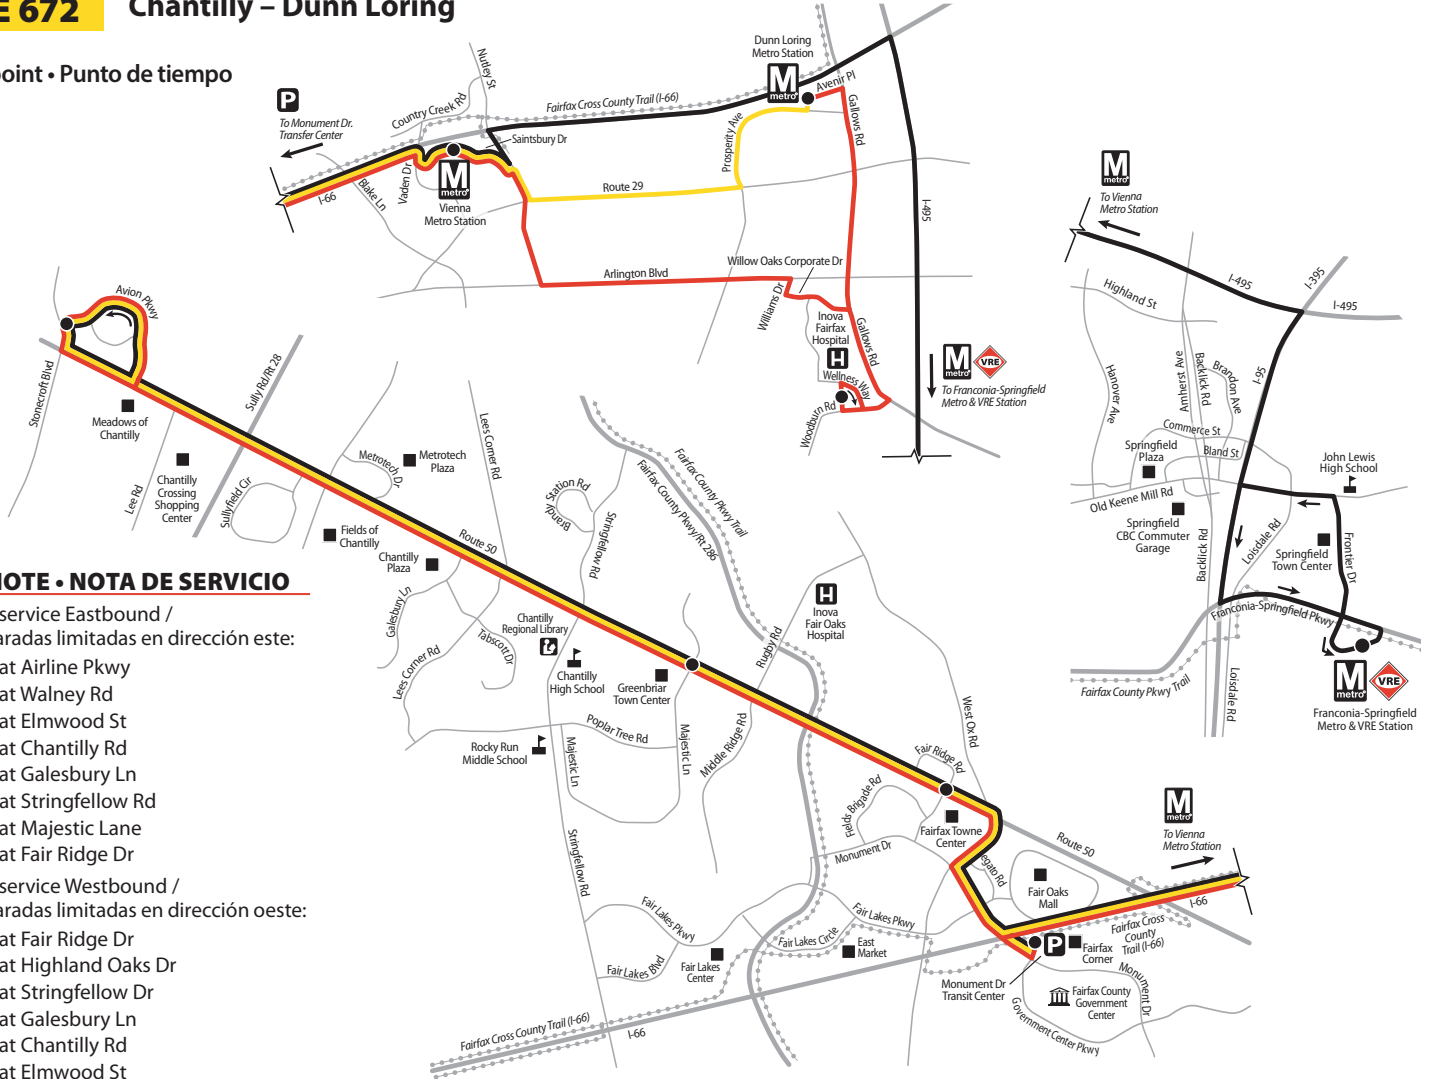 E 672
Chantilly – Dunn Loring
point • Punto de tiempo
P
To Monument Dr.
Transfer Center
Nutley St
Country Creek Rd
Fairfax Cross County Trail (I-66)
Dunn Loring
Metro Station
M
metro
Avenir Pl
Gallows Rd
Saintsbury Dr
Prosperity Ave
I-66
Blake Ln
Vaden Dr
M
metro
Vienna
Metro Station
Route 29
I-495
Willow Oaks Corporate Dr
Arlington Blvd
Williams Dr
Inova
Fairfax
Hospital
H
Gallows Rd
Wellness Way
Woodburn Rd
M
metro
VRE
To Franconia-Springfield
Metro & VRE Station
M
metro
To Vienna
Metro Station
I-495
I-395
I-495
Highland St
I-95
Hanover Ave
Amherst Ave
Backlick Rd
Brandon Ave
Commerce St
Bland St
Springfield
Plaza
John Lewis
High School
Old Keene Mill Rd
Springfield
CBC Commuter
Garage
Backlick Rd
Loisdale Rd
Springfield
Town Center
Frontier Dr
Franconia-Springfield Pkwy
Fairfax County Pkwy Trail
Loisdale Rd
M
metro
VRE
Franconia-Springfield
Metro & VRE Station
Avion Pkwy
Stonecroft Blvd
Meadows of
Chantilly
Sully Rd/Rt 28
Chantilly
Crossing
Shopping
Center
Lee Rd
Sullyfield Cir
Metrotech Dr
Metrotech
Plaza
Lees Corner Rd
Fields of
Chantilly
Route 50
Chantilly
Plaza
Brandy
Station Rd
Stringfellow Rd
Fairfax County Pkwy Trail
Fairfax County Pkwy/Rt 286
Galesbury Ln
Tabscott Dr
Lees Corner Rd
Chantilly
Regional Library
Chantilly
High School
Greenbriar
Town Center
Rugby Rd
H
Inova
Fair Oaks
Hospital
Rocky Run
Middle School
Poplar Tree Rd
Majestic Ln
Majestic Ln
Middle Ridge Rd
West Ox Rd
Fair Ridge Rd
Fields Brigade Rd
Fairfax Towne
Center
Monument Dr
Route 50
Fair Oaks
Mall
M
metro
To Vienna
Metro Station
I-66
Stringfellow Rd
Fair Lakes Pkwy
Fair Lakes Blvd
Fair Lakes
Center
Fair Lakes Circle
Fair Lakes Pkwy
East
Market
P
Fairfax
Corner
Fairfax Cross
County
Trail (I-66)
Monument Dr
Transit Center
Fairfax County
Government
Center
Monument Dr
Government Center Pkwy
Fairfax Cross County Trail (I-66)
I-66
NOTE • NOTA DE SERVICIO
service Eastbound /
aradas limitadas en dirección este:
at Airline Pkwy
at Walney Rd
at Elmwood St
at Chantilly Rd
at Galesbury Ln
at Stringfellow Rd
at Majestic Lane
at Fair Ridge Dr
service Westbound /
aradas limitadas en dirección oeste:
at Fair Ridge Dr
at Highland Oaks Dr
at Stringfellow Dr
at Galesbury Ln
at Chantilly Rd
at Elmwood St